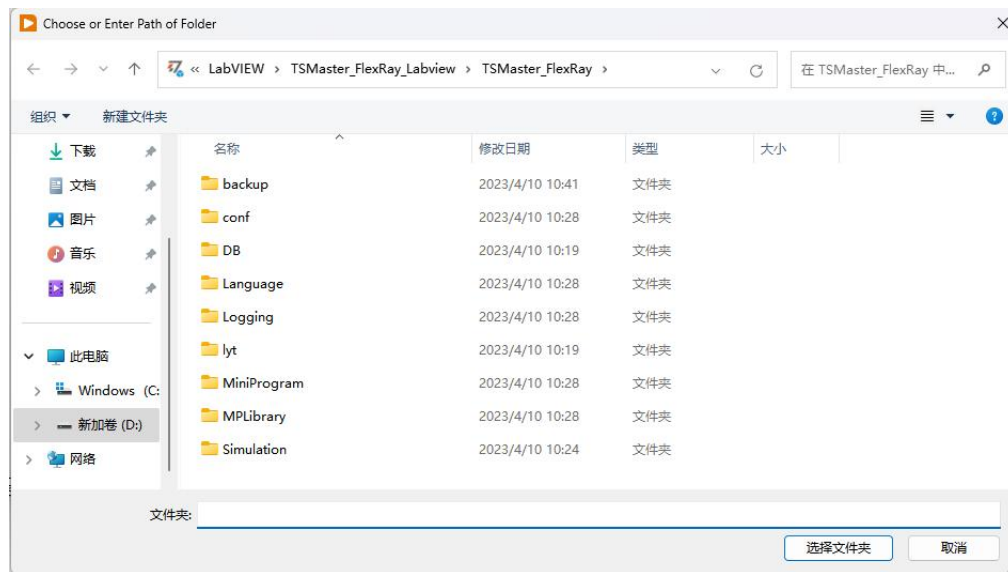 Choose or Enter Path of Folder
« LabVIEW > TSMaster_FlexRay_Labview > TSMaster_FlexRay >
在 TSMaster_FlexRay 中...
组织 新建文件夹
名称 修改日期 类型 大小
下载
文档
图片
音乐
视频
此电脑
Windows (C:
新加卷 (D:)
网络
backup 2023/4/10 10:41 文件夹
conf 2023/4/10 10:28 文件夹
DB 2023/4/10 10:19 文件夹
Language 2023/4/10 10:28 文件夹
Logging 2023/4/10 10:28 文件夹
lyt 2023/4/10 10:19 文件夹
MiniProgram 2023/4/10 10:28 文件夹
MPLibrary 2023/4/10 10:28 文件夹
Simulation 2023/4/10 10:24 文件夹
文件夹:
选择文件夹 取消